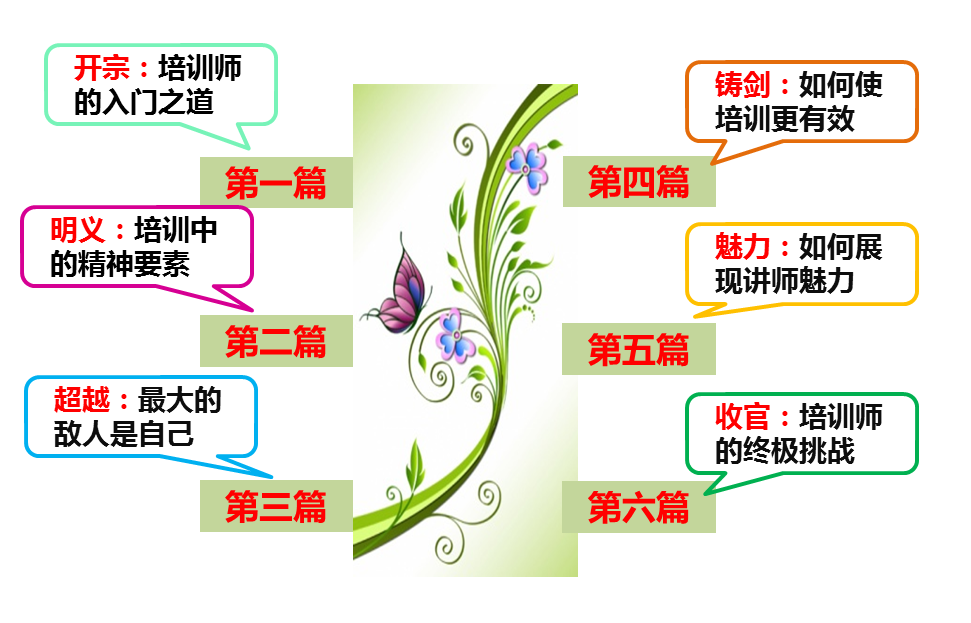 开宗：培训师
的入门之道
第一篇
明义：培训中
的精神要素
第二篇
超越：最大的
敌人是自己
第三篇
铸剑：如何使
培训更有效
第四篇
魅力：如何展
现讲师魅力
第五篇
收官：培训师
的终极挑战
第六篇